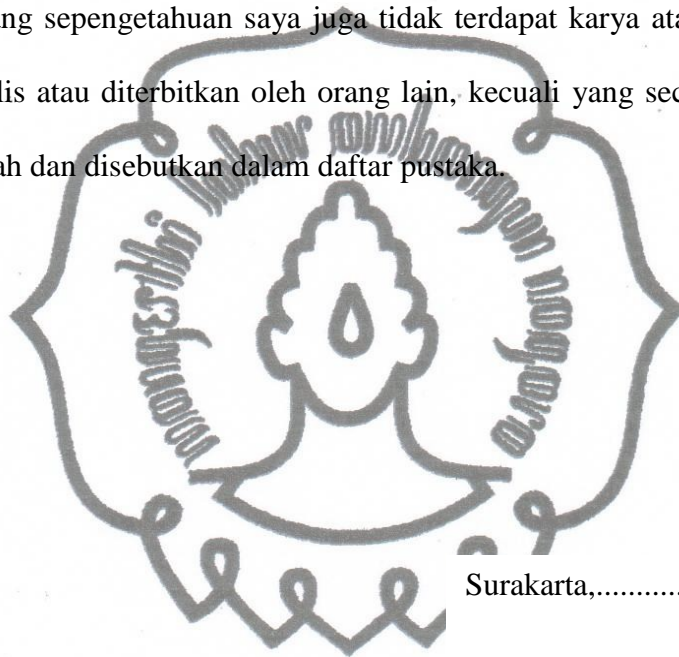 ng sepengetahuan saya juga tidak terdapat karya ata
lis atau diterbitkan oleh orang lain, kecuali yang sec
ah dan disebutkan dalam daftar pustaka.
Surakarta,...........